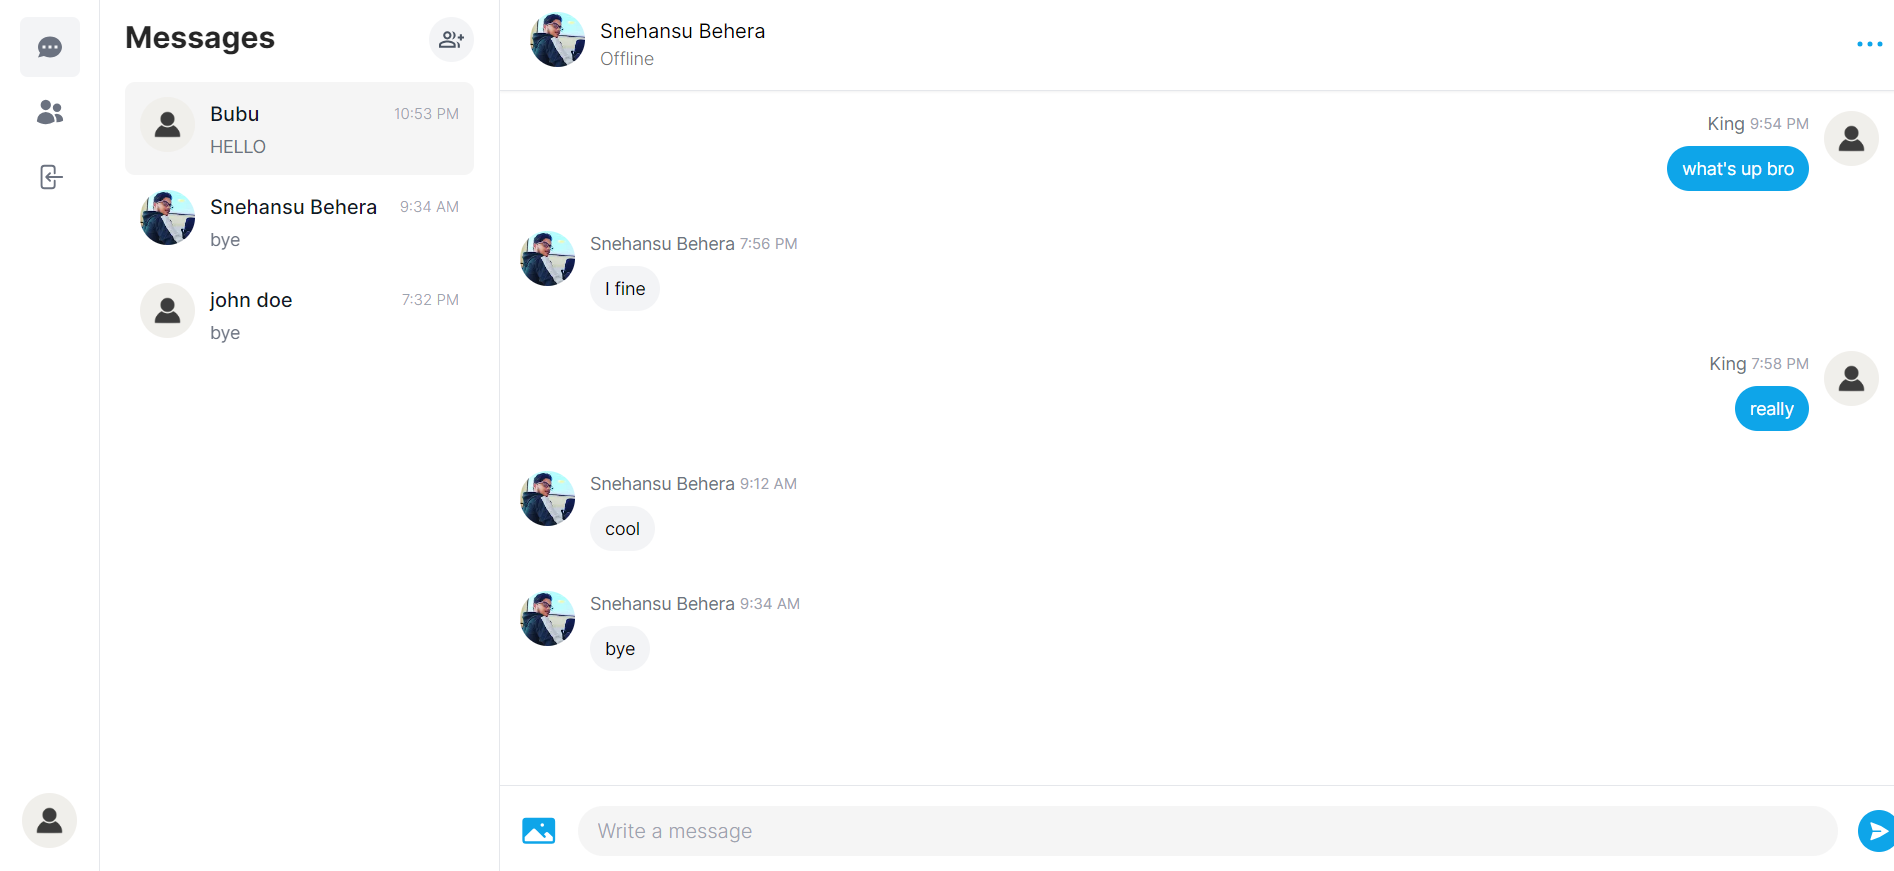 Messages
Bubu 10:53 PM
HELLO
Snehansu Behera 9:34 AM
bye
john doe 7:32 PM
bye
Snehansu Behera
Offline
King 9:54 PM
what's up bro
Snehansu Behera 7:56 PM
I fine
King 7:58 PM
really
Snehansu Behera 9:12 AM
cool
Snehansu Behera 9:34 AM
bye
Write a message